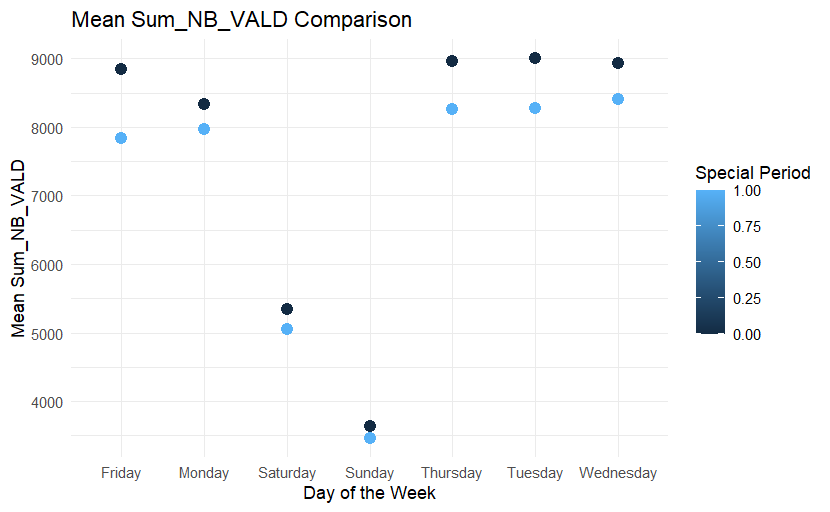 Mean Sum_NB_VALD Comparison
Mean Sum_NB_VALD
9000
8000
7000
6000
5000
4000
Friday Monday Saturday Sunday Thursday Tuesday Wednesday
Day of the Week
Special Period
1.00
0.75
0.50
0.25
0.00